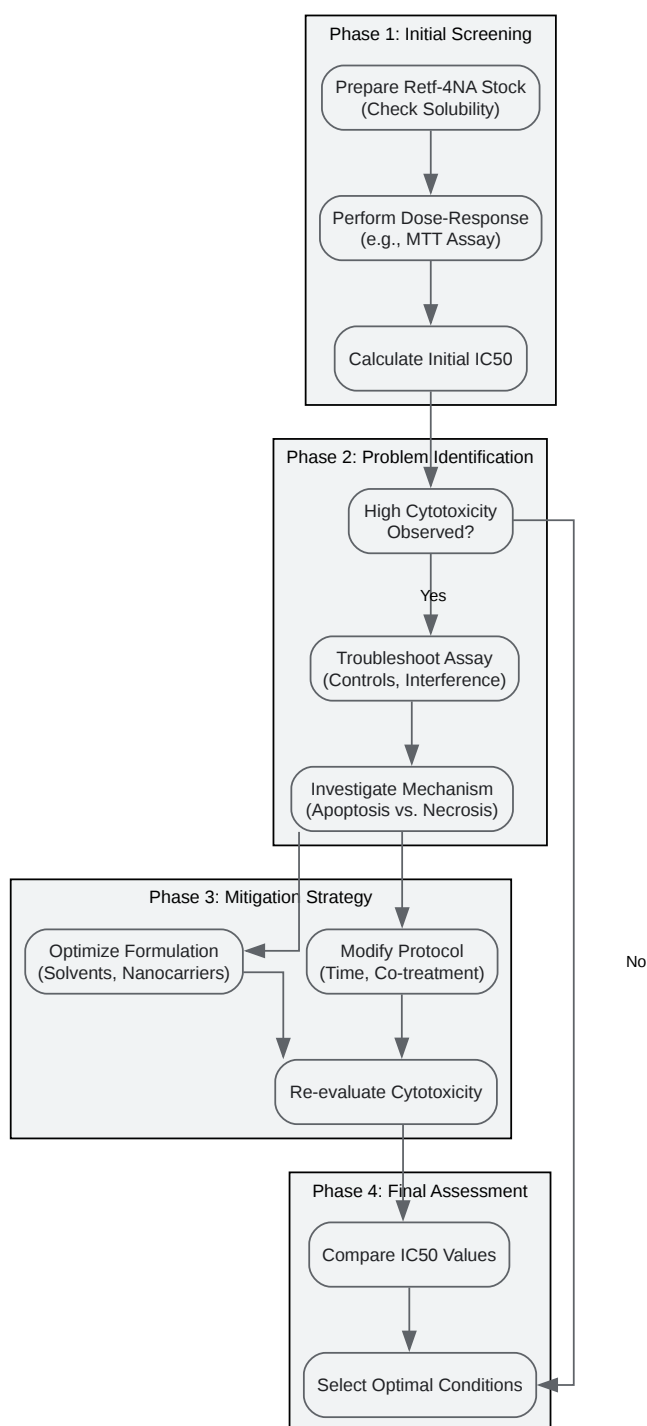 Phase 1: Initial Screening
Prepare Retf-4NA Stock
(Check Solubility)
Perform Dose-Response
(e.g., MTT Assay)
Calculate Initial IC50
Phase 2: Problem Identification
High Cytotoxicity
Observed?
Yes
Troubleshoot Assay
(Controls, Interference)
Investigate Mechanism
(Apoptosis vs. Necrosis)
Phase 3: Mitigation Strategy
Optimize Formulation
(Solvents, Nanocarriers)
Modify Protocol
(Time, Co-treatment)
No
Re-evaluate Cytotoxicity
Phase 4: Final Assessment
Compare IC50 Values
Select Optimal Conditions